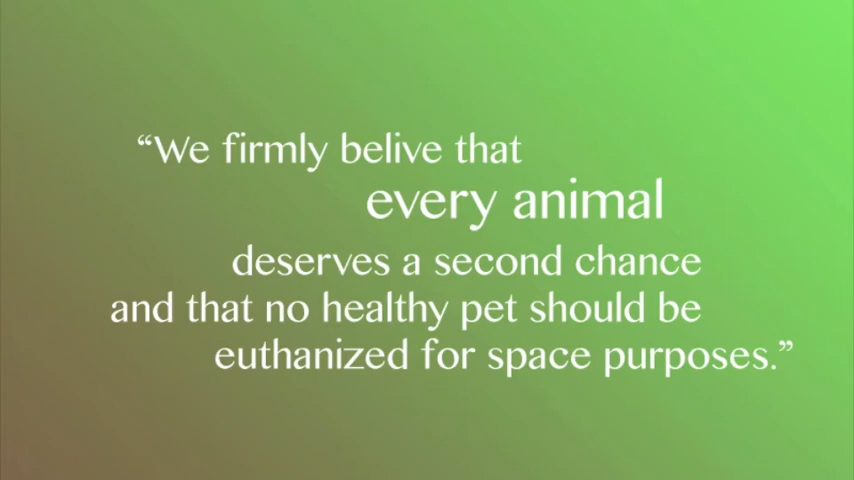 “We firmly belive that
every animal
deserves a second chance
and that no healthy pet should be
euthanized for space purposes.”